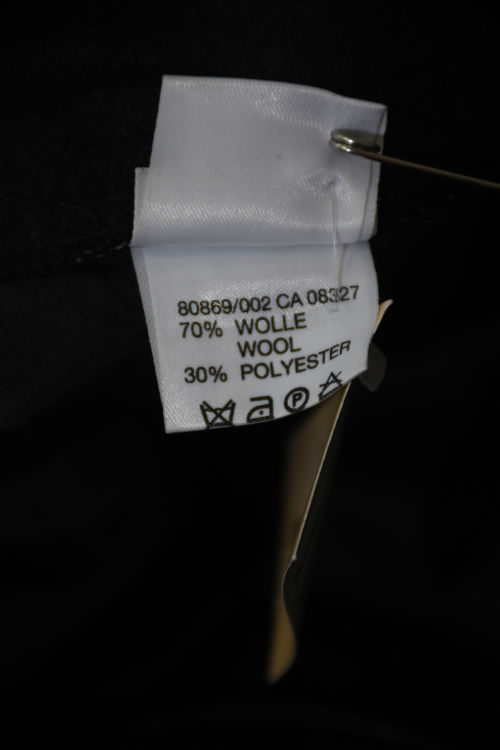 80869/002 CA 08327
70% WOLLE
WOOL
30% POLYESTER
P